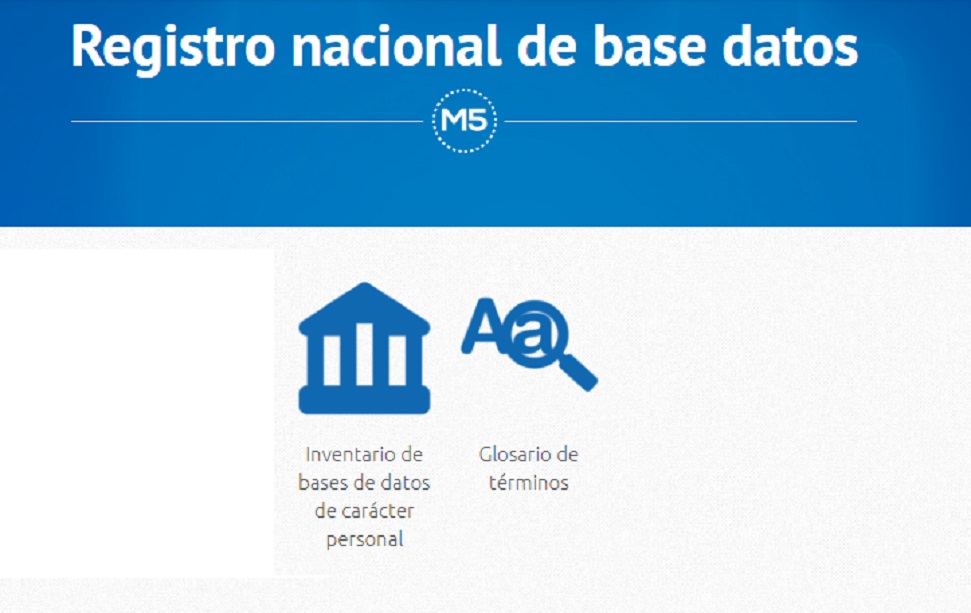 Registro nacional de base datos
M5
Aa
Inventario de
bases de datos
de carácter
personal
Glosario de
términos